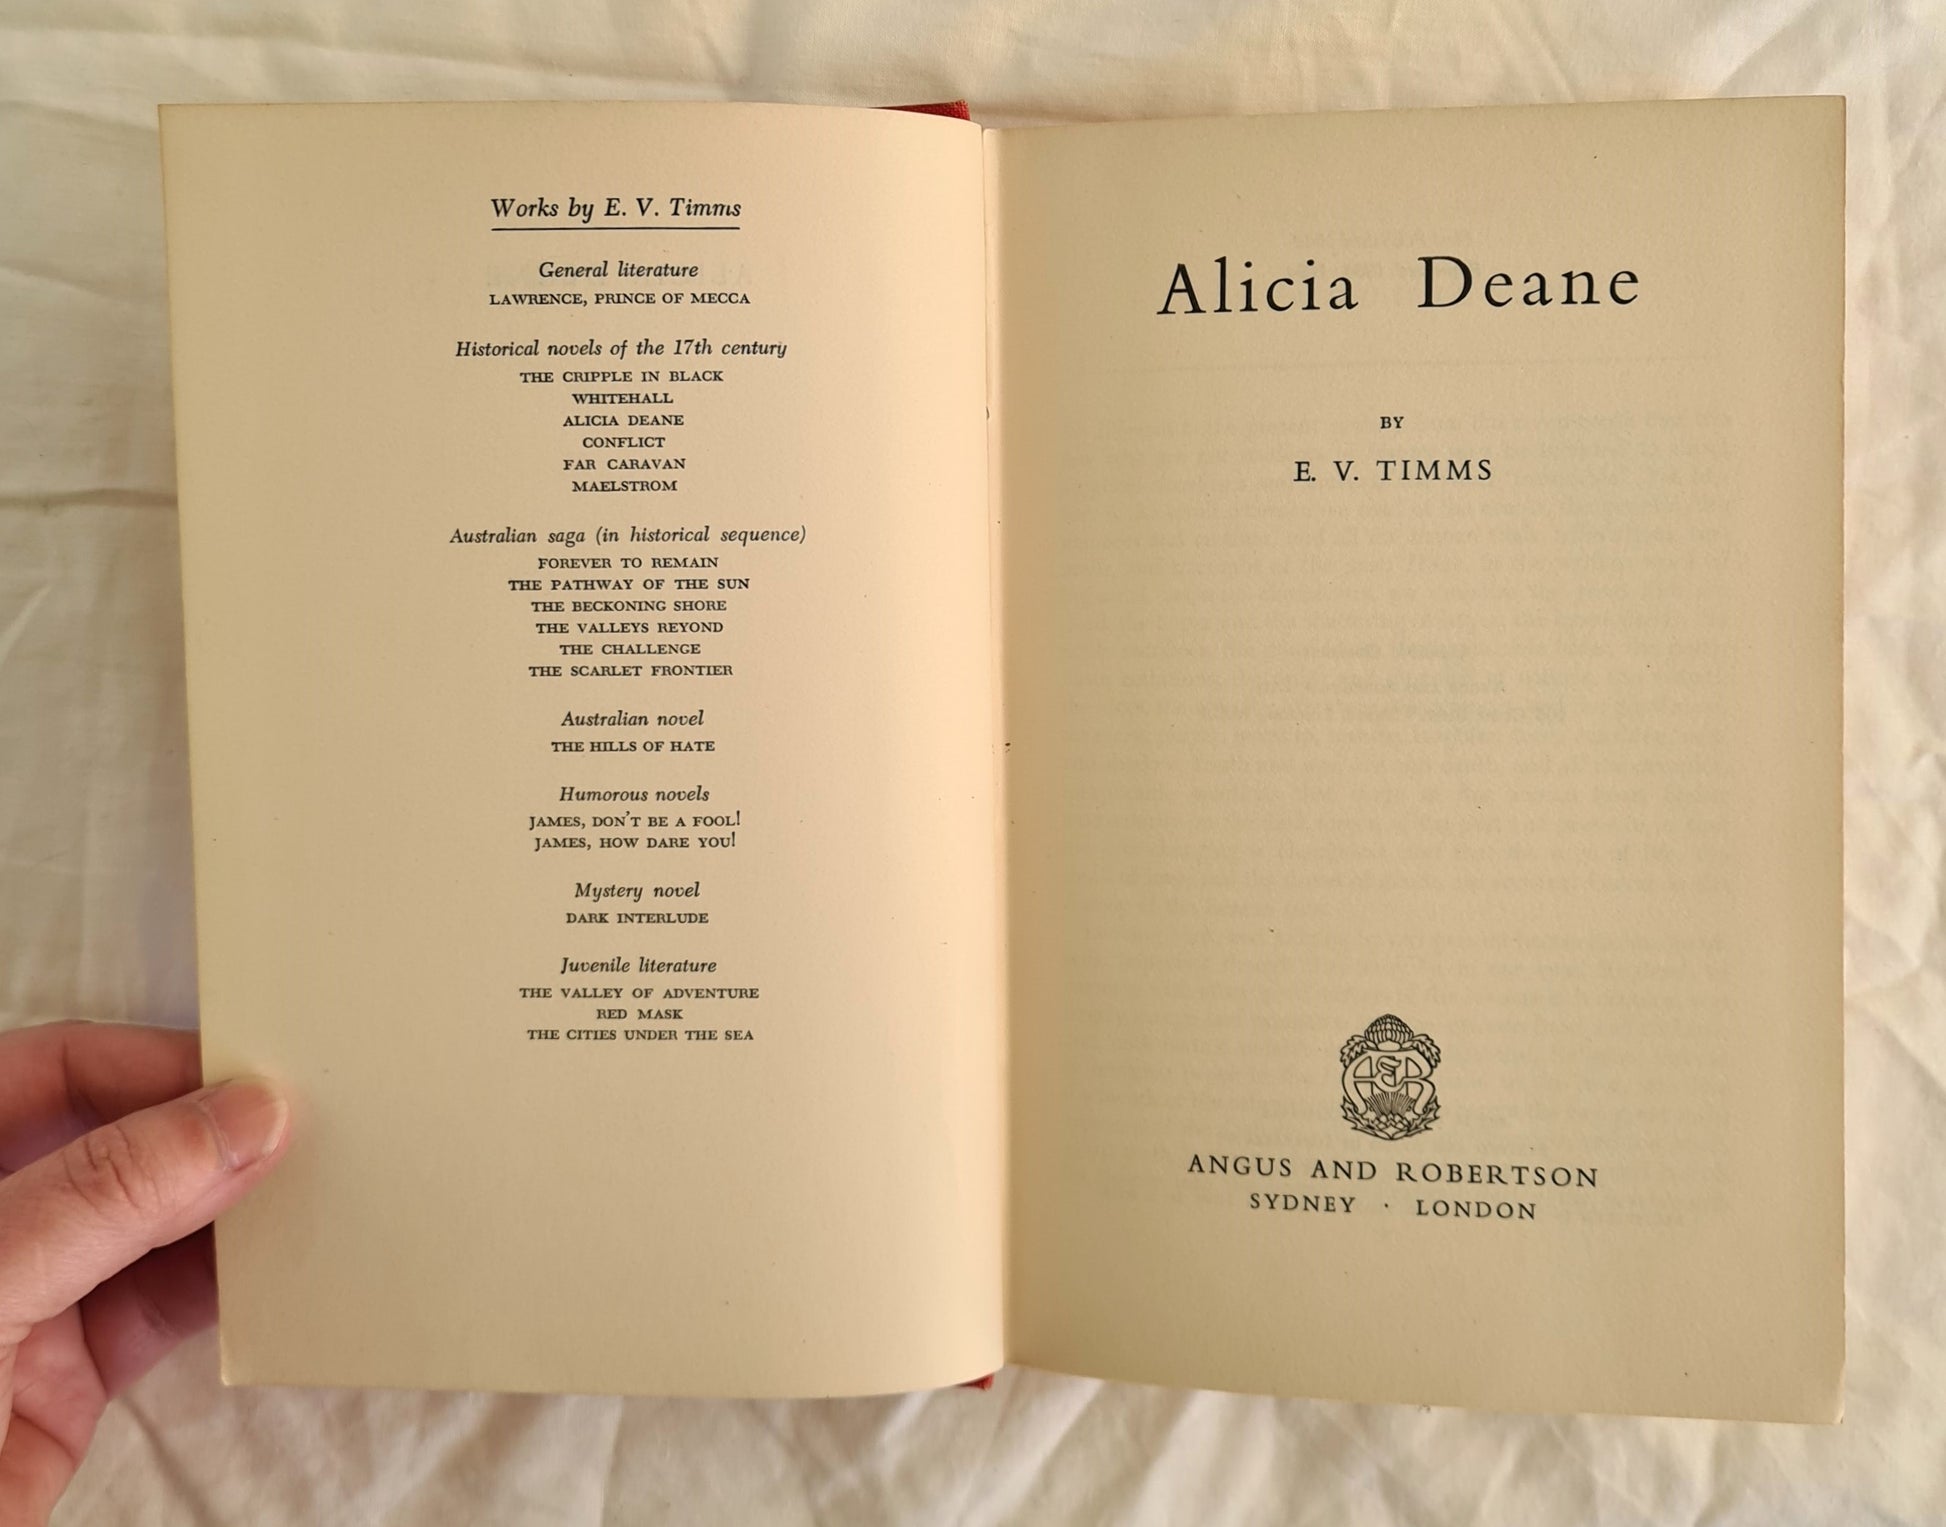 Works by E. V. Timms
General literature
LAWRENCE, PRINCE OF MECCA
Historical novels of the 17th century
THE CRIPPLE IN BLACK
WHITEHALL
ALICIA DEANE
CONFLICT
FAR CARAVAN
MAELSTROM
Australian saga (in historical sequence)
FOREVER TO REMAIN
THE PATHWAY OF THE SUN
THE BECKONING SHORE
THE VALLEYS REYOND
THE CHALLENGE
THE SCARLET FRONTIER
Australian novel
THE HILLS OF HATE
Humorous novels
JAMES, DON'T BE A FOOL!
JAMES, HOW DARE YOU!
Mystery novel
DARK INTERLUDE
Juvenile literature
THE VALLEY OF ADVENTURE
RED MASK
THE CITIES UNDER THE SEA
Alicia Deane
BY
E. V. TIMMS
A&R
ANGUS AND ROBERTSON
SYDNEY · LONDON